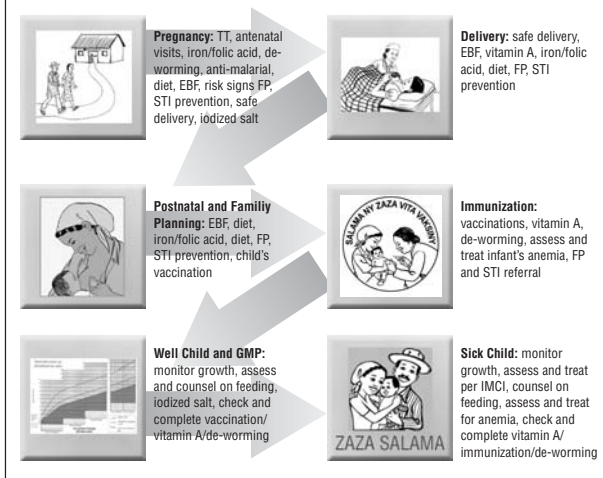 Pregnancy: TT, antenatal
visits, iron/folic acid, de-
worming, anti-malarial,
diet, EBF, risk signs FP,
STI prevention, safe
delivery, iodized salt
Delivery: safe delivery,
EBF, vitamin A, iron/folic
acid, diet, FP, STI
prevention
Postnatal and Familiy
Planning: EBF, diet,
iron/folic acid, diet, FP,
STI prevention, child's
vaccination
SALAMA NY ZAZA VITA VAKSINY
Immunization:
vaccinations, vitamin A,
de-worming, assess and
treat infant's anemia, FP
and STI referral
Well Child and GMP:
monitor growth, assess
and counsel on feeding,
iodized salt, check and
complete vaccination/
vitamin A/de-worming
ZAZA SALAMA
Sick Child: monitor
growth, assess and treat
per IMCI, counsel on
feeding, assess and treat
for anemia, check and
complete vitamin A/
immunization/de-worming